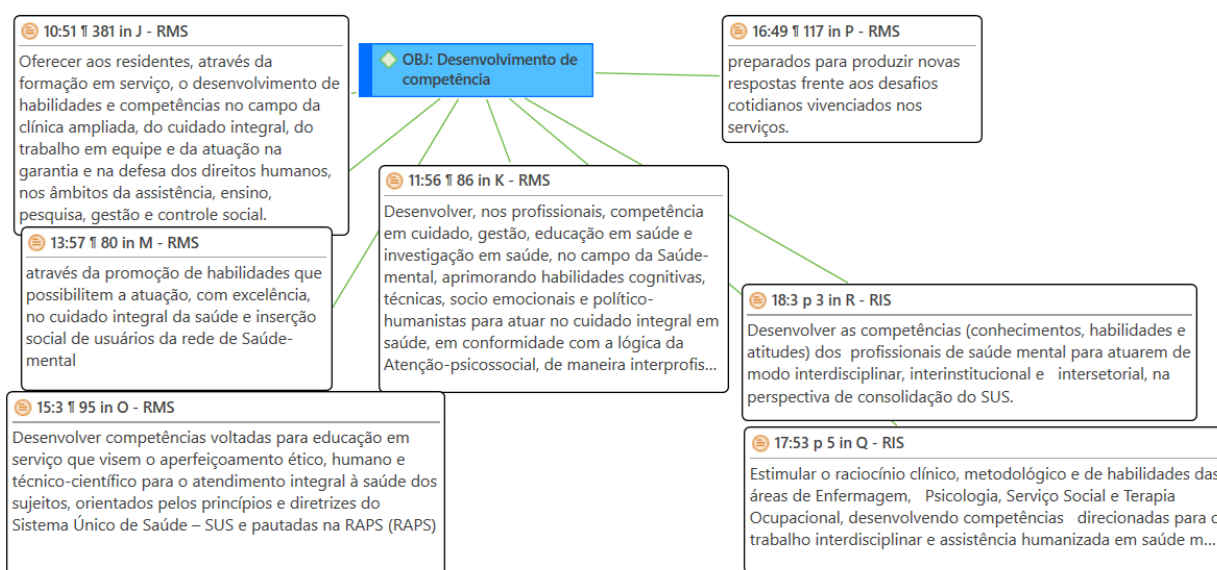 10:51 ¶ 381 in J - RMS
Oferecer aos residentes, através da
formação em serviço, o desenvolvimento de
habilidades e competências no campo da
clínica ampliada, do cuidado integral, do
trabalho em equipe e da atuação na
garantia e na defesa dos direitos humanos,
nos âmbitos da assistência, ensino,
pesquisa, gestão e controle social.
OBJ: Desenvolvimento de
competência
16:49 ¶ 117 in P - RMS
preparados para produzir novas
respostas frente aos desafios
cotidianos vivenciados nos
serviços.
11:56 ¶ 86 in K - RMS
Desenvolver, nos profissionais, competência
em cuidado, gestão, educação em saúde e
investigação em saúde, no campo da Saúde-
mental, aprimorando habilidades cognitivas,
técnicas, socio emocionais e político-
humanistas para atuar no cuidado integral em
saúde, em conformidade com a lógica da
Atenção-psicossocial, de maneira interprofis...
13:57 ¶ 80 in M - RMS
através da promoção de habilidades que
possibilitem a atuação, com excelência,
no cuidado integral da saúde e inserção
social de usuários da rede de Saúde-
mental
18:3 p 3 in R - RIS
Desenvolver as competências (conhecimentos, habilidades e
atitudes) dos profissionais de saúde mental para atuarem de
modo interdisciplinar, interinstitucional e intersetorial, na
perspectiva de consolidação do SUS.
15:3 ¶ 95 in O - RMS
Desenvolver competências voltadas para educação em
serviço que visem o aperfeiçoamento ético, humano e
técnico-científico para o atendimento integral à saúde dos
sujeitos, orientados pelos princípios e diretrizes do
Sistema Único de Saúde – SUS e pautadas na RAPS (RAPS)
17:53 p 5 in Q - RIS
Estimular o raciocínio clínico, metodológico e de habilidades das
áreas de Enfermagem, Psicologia, Serviço Social e Terapia
Ocupacional, desenvolvendo competências direcionadas para
trabalho interdisciplinar e assistência humanizada em saúde m...